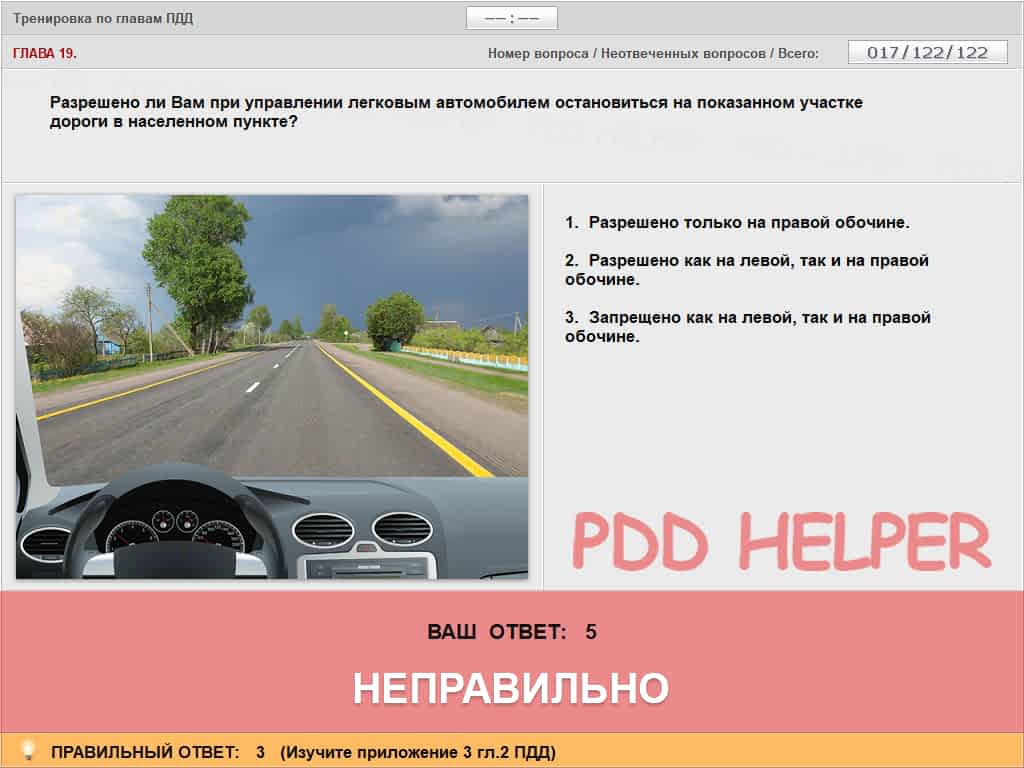 Тренировка по главам ПДД
—— : ——
ГЛАВА 19.
Номер вопроса / Неотвеченных вопросов / Всего:
017/122/122
Разрешено ли Вам при управлении легковым автомобилем остановиться на показанном участке
дороги в населенном пункте?
1. Разрешено только на правой обочине.
2. Разрешено как на левой, так и на правой
обочине.
3. Запрещено как на левой, так и на правой
обочине.
PDD HELPER
ВАШ ОТВЕТ: 5
НЕПРАВИЛЬНО
ПРАВИЛЬНЫЙ ОТВЕТ: 3 (Изучите приложение 3 гл.2 ПДД)